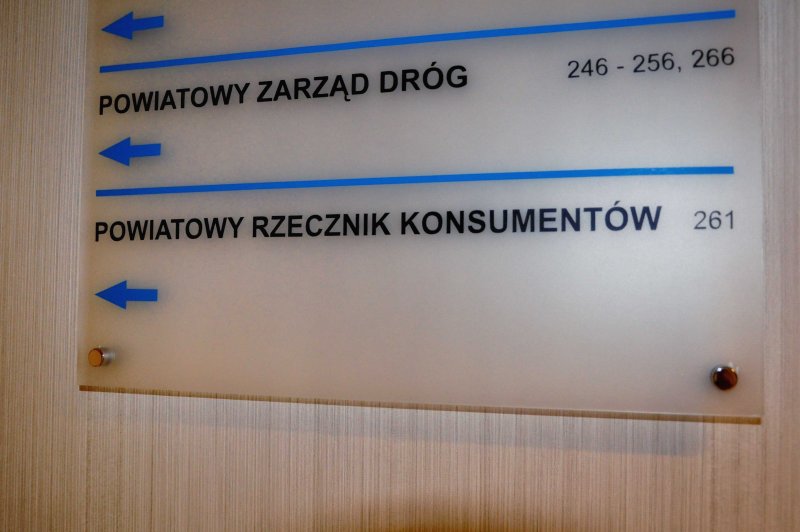 POWIATOWY ZARZĄD DRÓG 246 - 256, 266
POWIATOWY RZECZNIK KONSUMENTÓW 261